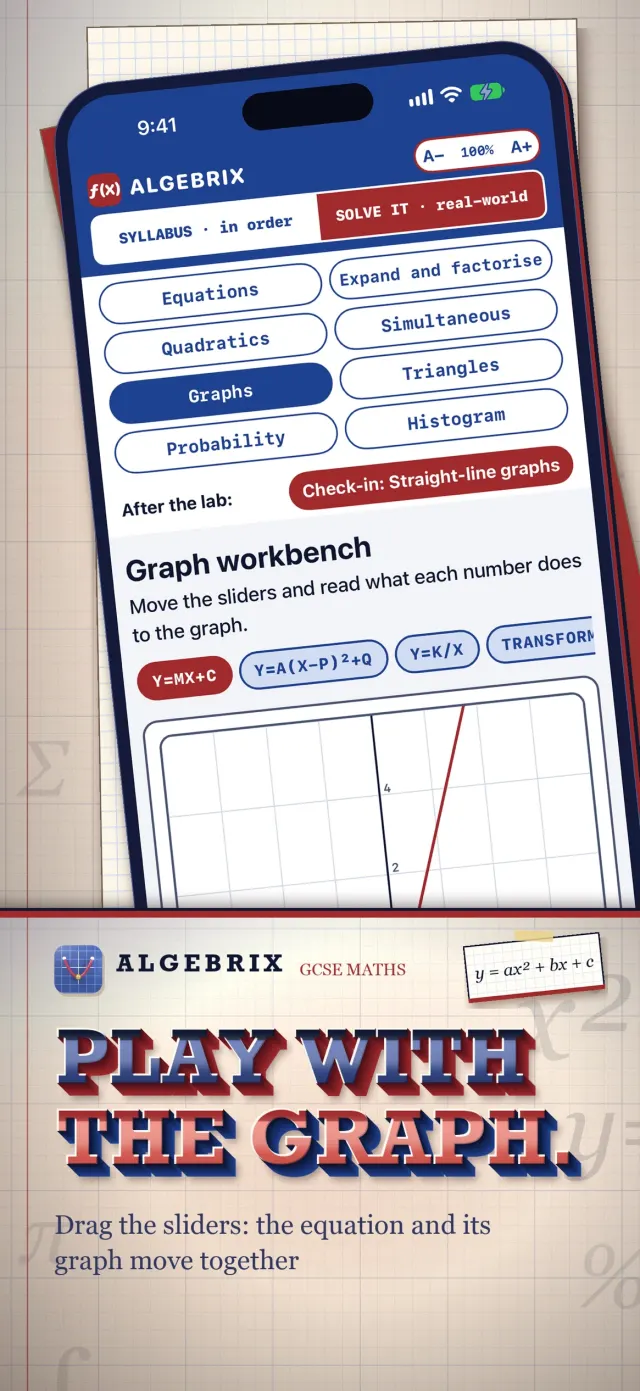 9:41
A− 100% A+
f(x) ALGEBRIX
SYLLABUS · in order
SOLVE IT · real-world
Equations
Expand and factorise
Quadratics
Simultaneous
Graphs
Triangles
Probability
Histogram
After the lab:
Check-in: Straight-line graphs
Graph workbench
Move the sliders and read what each number does
to the graph.
Y=MX+C
Y=A(X−P)²+Q
Y=K/X
TRANSFORM
4
2
Σ
ALGEBRIX GCSE MATHS
y = ax² + bx + c
x²
PLAY WITH
THE GRAPH.
y=
Drag the sliders: the equation and its
graph move together
π
%
∫